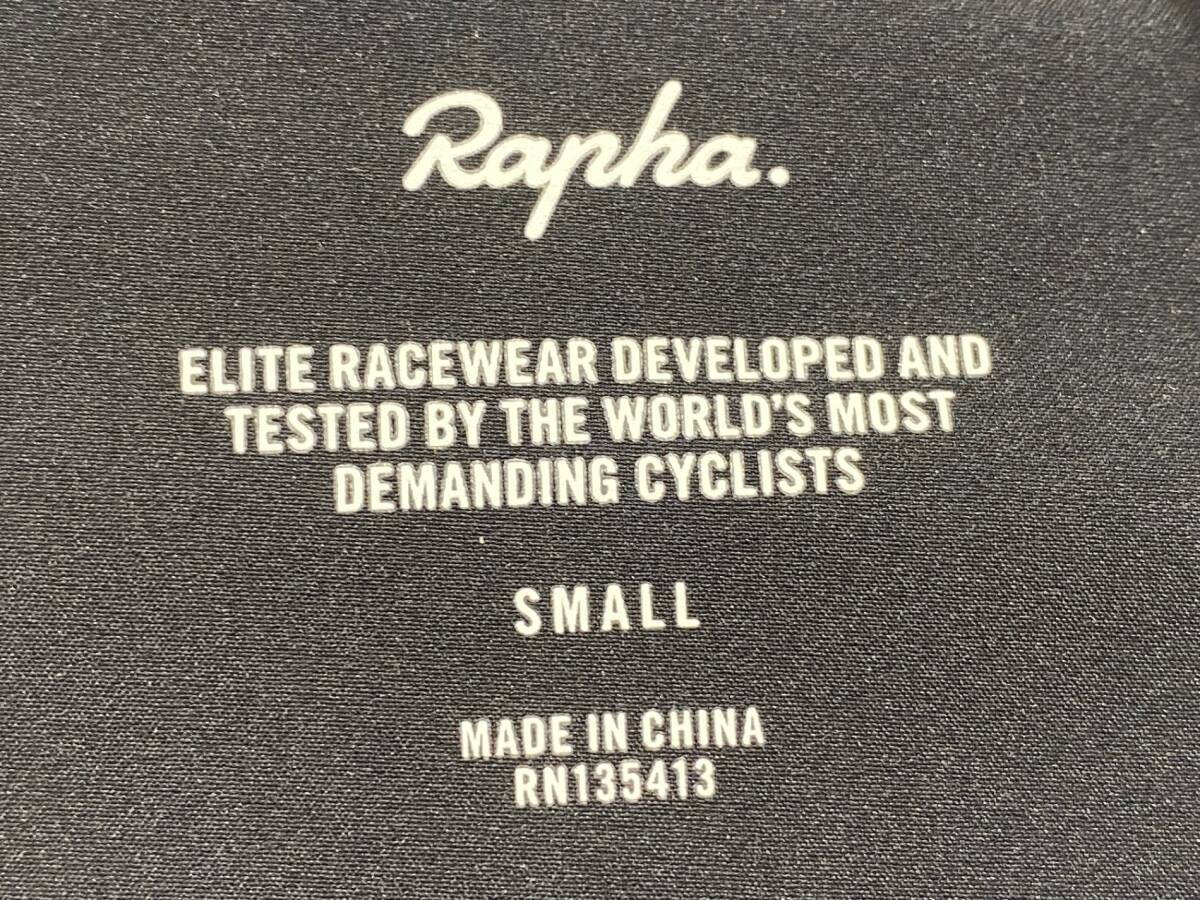 Rapha.
ELITE RACEWEAR DEVELOPED AND
TESTED BY THE WORLD'S MOST
DEMANDING CYCLISTS
SMALL
MADE IN CHINA
RN135413